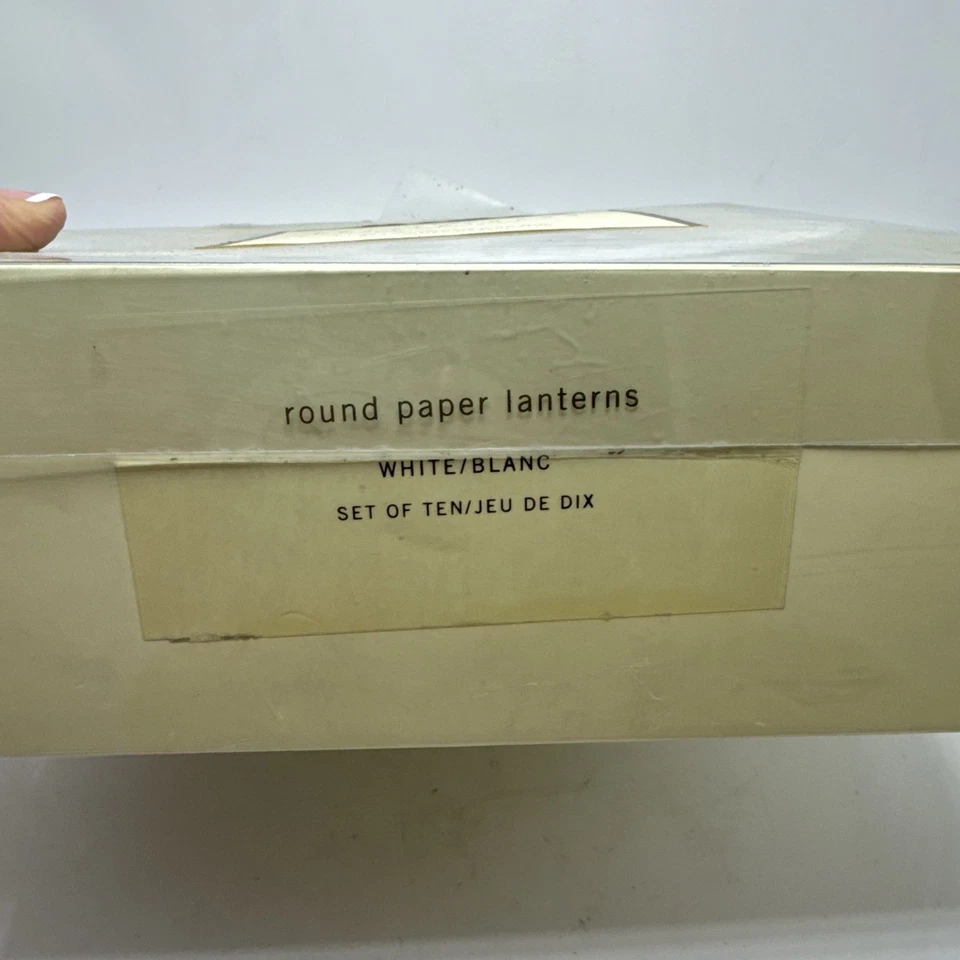 round paper lanterns
WHITE/BLANC
SET OF TEN/JEU DE DIX